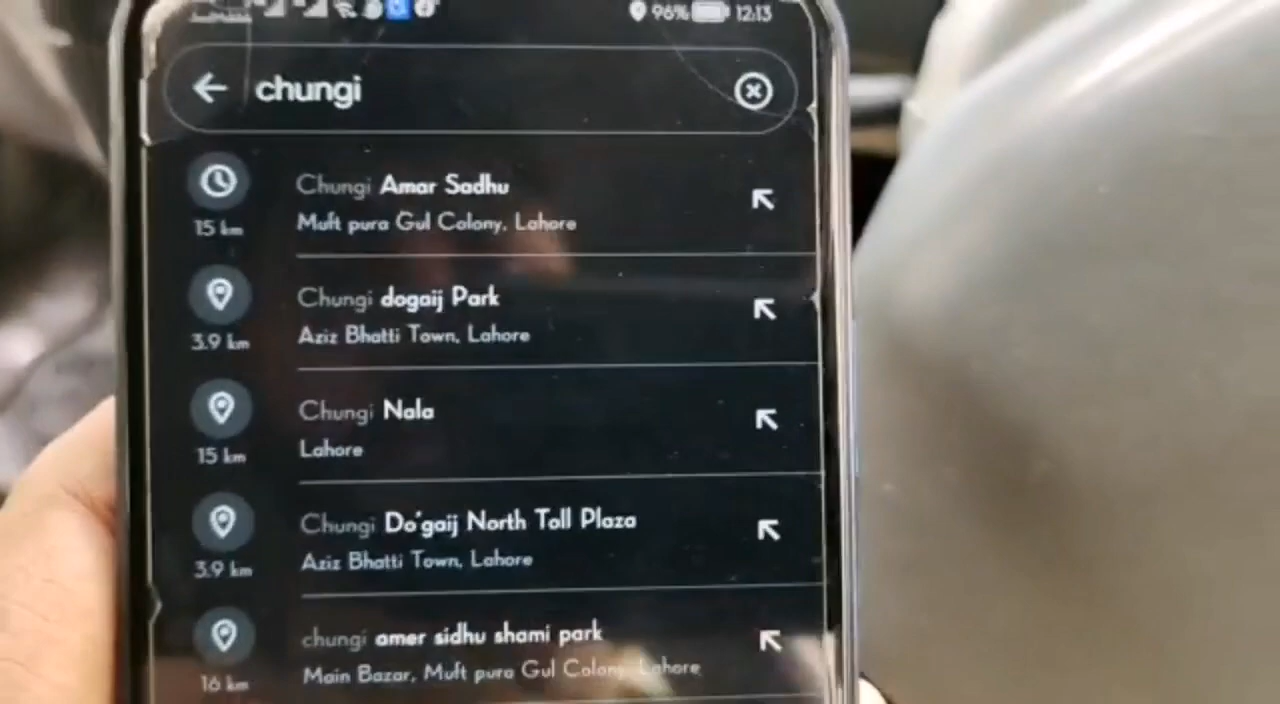 96% 12:13
chungi
Chungi Amar Sadhu
15 km
Muft pura Gul Colony, Lahore
Chungi dogaij Park
3.9 km
Aziz Bhatti Town, Lahore
Chungi Nala
15 km
Lahore
Chungi Do'gaij North Toll Plaza
3.9 km
Aziz Bhatti Town, Lahore
chungi amer sidhu shami park
16 km
Main Bazar, Muft pura Gul Colony, Lahore